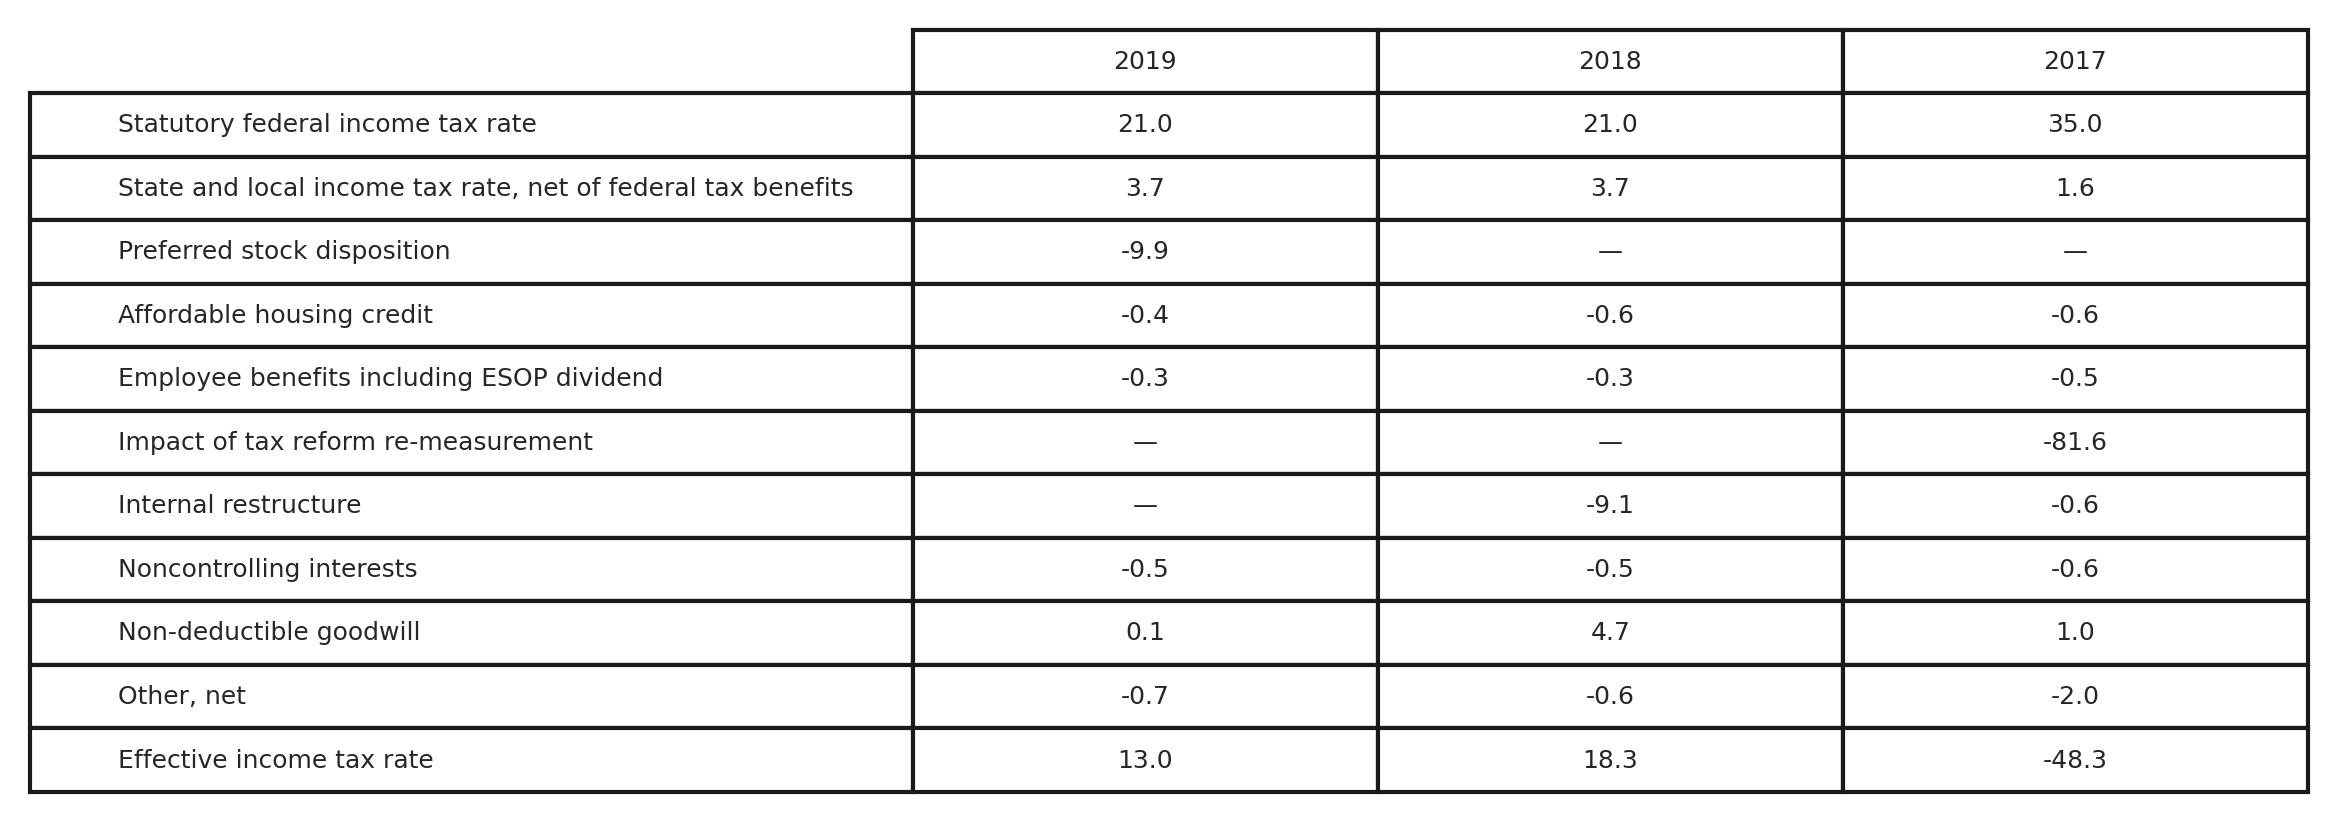 2019 2018 2017
Statutory federal income tax rate 21.0 21.0 35.0
State and local income tax rate, net of federal tax benefits 3.7 3.7 1.6
Preferred stock disposition -9.9 — —
Affordable housing credit -0.4 -0.6 -0.6
Employee benefits including ESOP dividend -0.3 -0.3 -0.5
Impact of tax reform re-measurement — — -81.6
Internal restructure — -9.1 -0.6
Noncontrolling interests -0.5 -0.5 -0.6
Non-deductible goodwill 0.1 4.7 1.0
Other, net -0.7 -0.6 -2.0
Effective income tax rate 13.0 18.3 -48.3